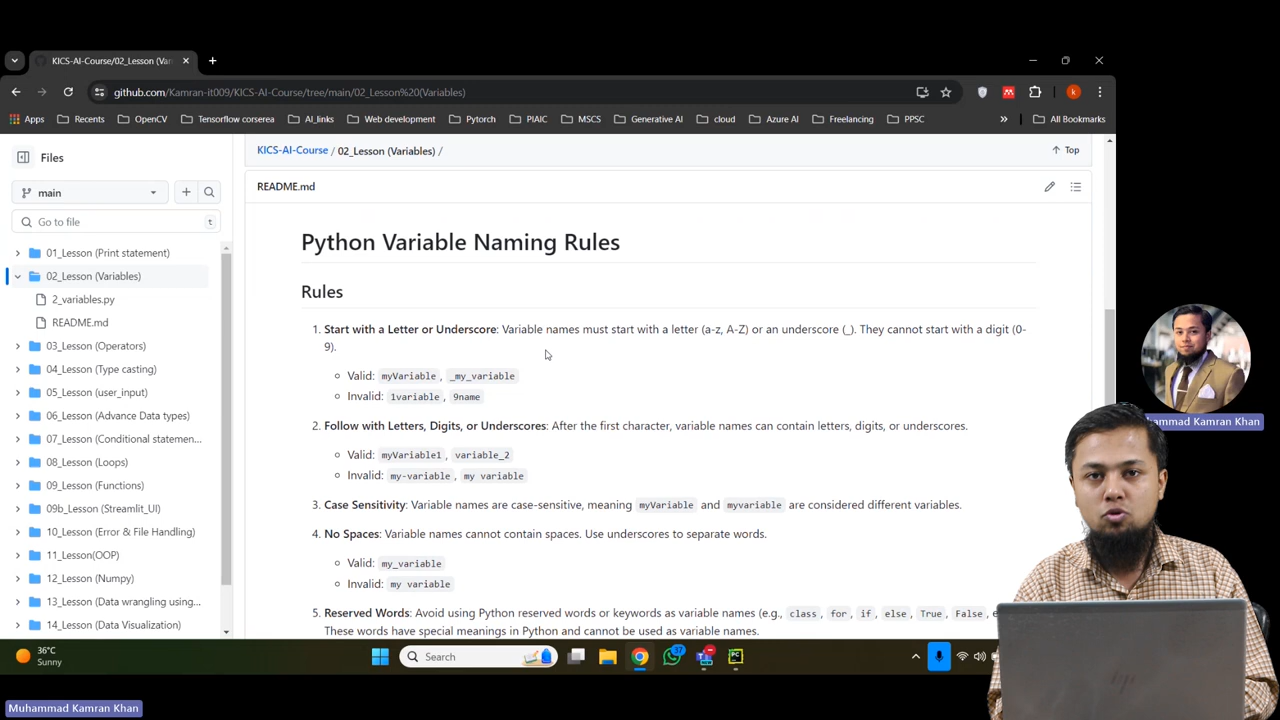 KICS-AI-Course/02_Lesson (Var
github.com/Kamran-it009/KICS-AI-Course/tree/main/02_Lesson%20(Variables)
k
Apps
Recents
OpenCV
Tensorflow corserea
AI_links
Web development
Pytorch
PIAIC
MSCS
Generative AI
cloud
Azure AI
Freelancing
PPSC
»
All Bookmarks
Files
main
Go to file
t
01_Lesson (Print statement)
02_Lesson (Variables)
2_variables.py
README.md
03_Lesson (Operators)
04_Lesson (Type casting)
05_Lesson (user_input)
06_Lesson (Advance Data types)
07_Lesson (Conditional statemen...
08_Lesson (Loops)
09_Lesson (Functions)
09b_Lesson (Streamlit_UI)
10_Lesson (Error & File Handling)
11_Lesson(OOP)
12_Lesson (Numpy)
13_Lesson (Data wrangling using...
14_Lesson (Data Visualization)
KICS-AI-Course / 02_Lesson (Variables) /
Top
README.md
Python Variable Naming Rules
Rules
1. Start with a Letter or Underscore: Variable names must start with a letter (a-z, A-Z) or an underscore (_). They cannot start with a digit (0-
9).
Valid: myVariable , _my_variable
Invalid: 1variable , 9name
2. Follow with Letters, Digits, or Underscores: After the first character, variable names can contain letters, digits, or underscores.
Valid: myVariable1 , variable_2
Invalid: my-variable , my variable
3. Case Sensitivity: Variable names are case-sensitive, meaning myVariable and myvariable are considered different variables.
4. No Spaces: Variable names cannot contain spaces. Use underscores to separate words.
Valid: my_variable
Invalid: my variable
5. Reserved Words: Avoid using Python reserved words or keywords as variable names (e.g., class , for , if , else , True , False ,
These words have special meanings in Python and cannot be used as variable names.
36°C
Sunny
Search
37
PC
Khan
Muhammad Kamran Khan